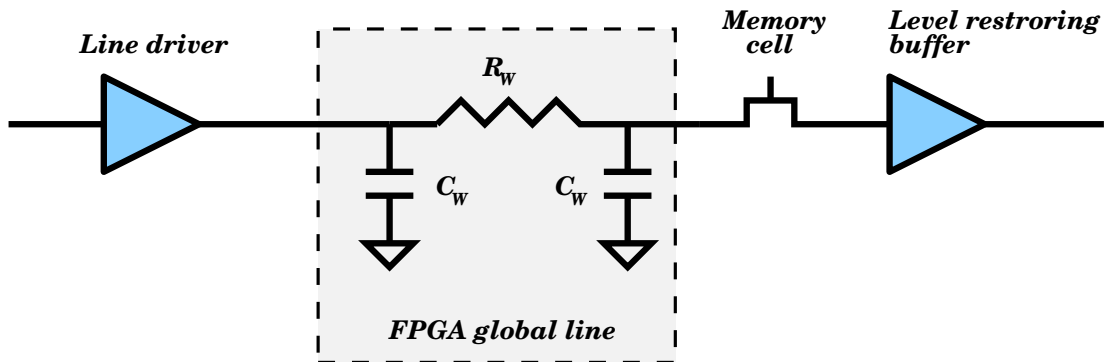 Line driver
R_W
Memory
cell
Level restroring
buffer
C_W
C_W
FPGA global line